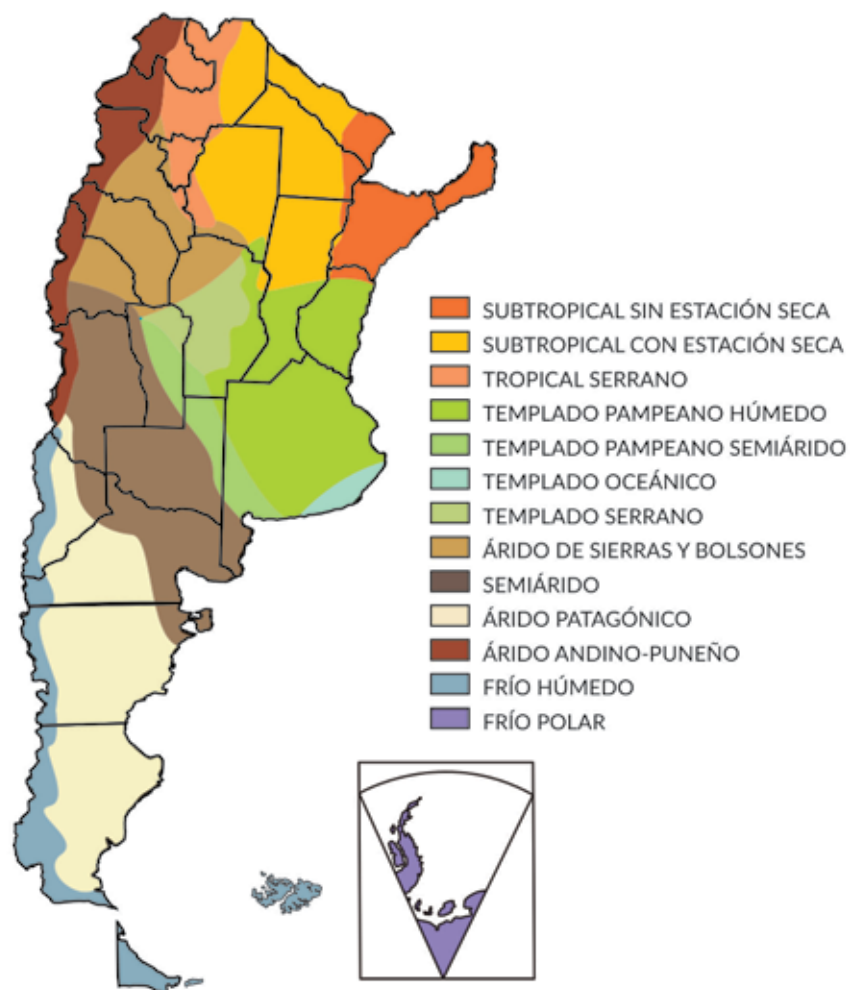 SUBTROPICAL SIN ESTACIÓN SECA
SUBTROPICAL CON ESTACIÓN SECA
TROPICAL SERRANO
TEMPLADO PAMPEANO HÚMEDO
TEMPLADO PAMPEANO SEMIÁRIDO
TEMPLADO OCEÁNICO
TEMPLADO SERRANO
ÁRIDO DE SIERRAS Y BOLSONES
SEMIÁRIDO
ÁRIDO PATAGÓNICO
ÁRIDO ANDINO-PUNEÑO
FRÍO HÚMEDO
FRÍO POLAR